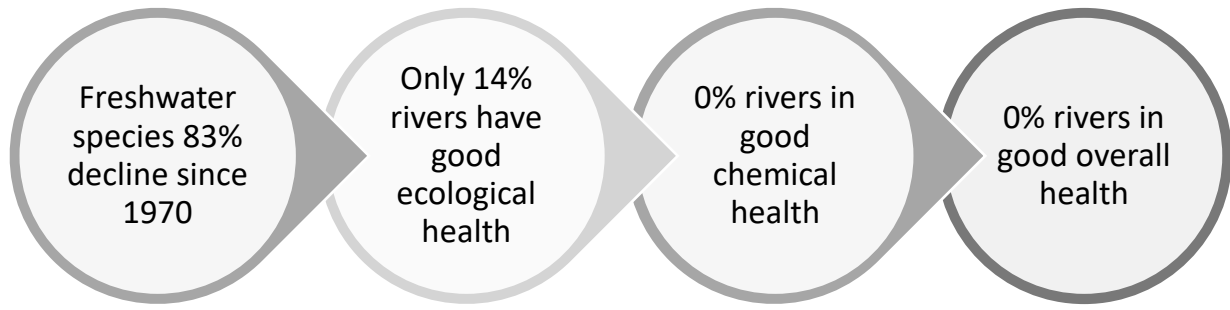 Freshwater
species 83%
decline since
1970
Only 14%
rivers have
good
ecological
health
0% rivers in
good
chemical
health
0% rivers in
good overall
health